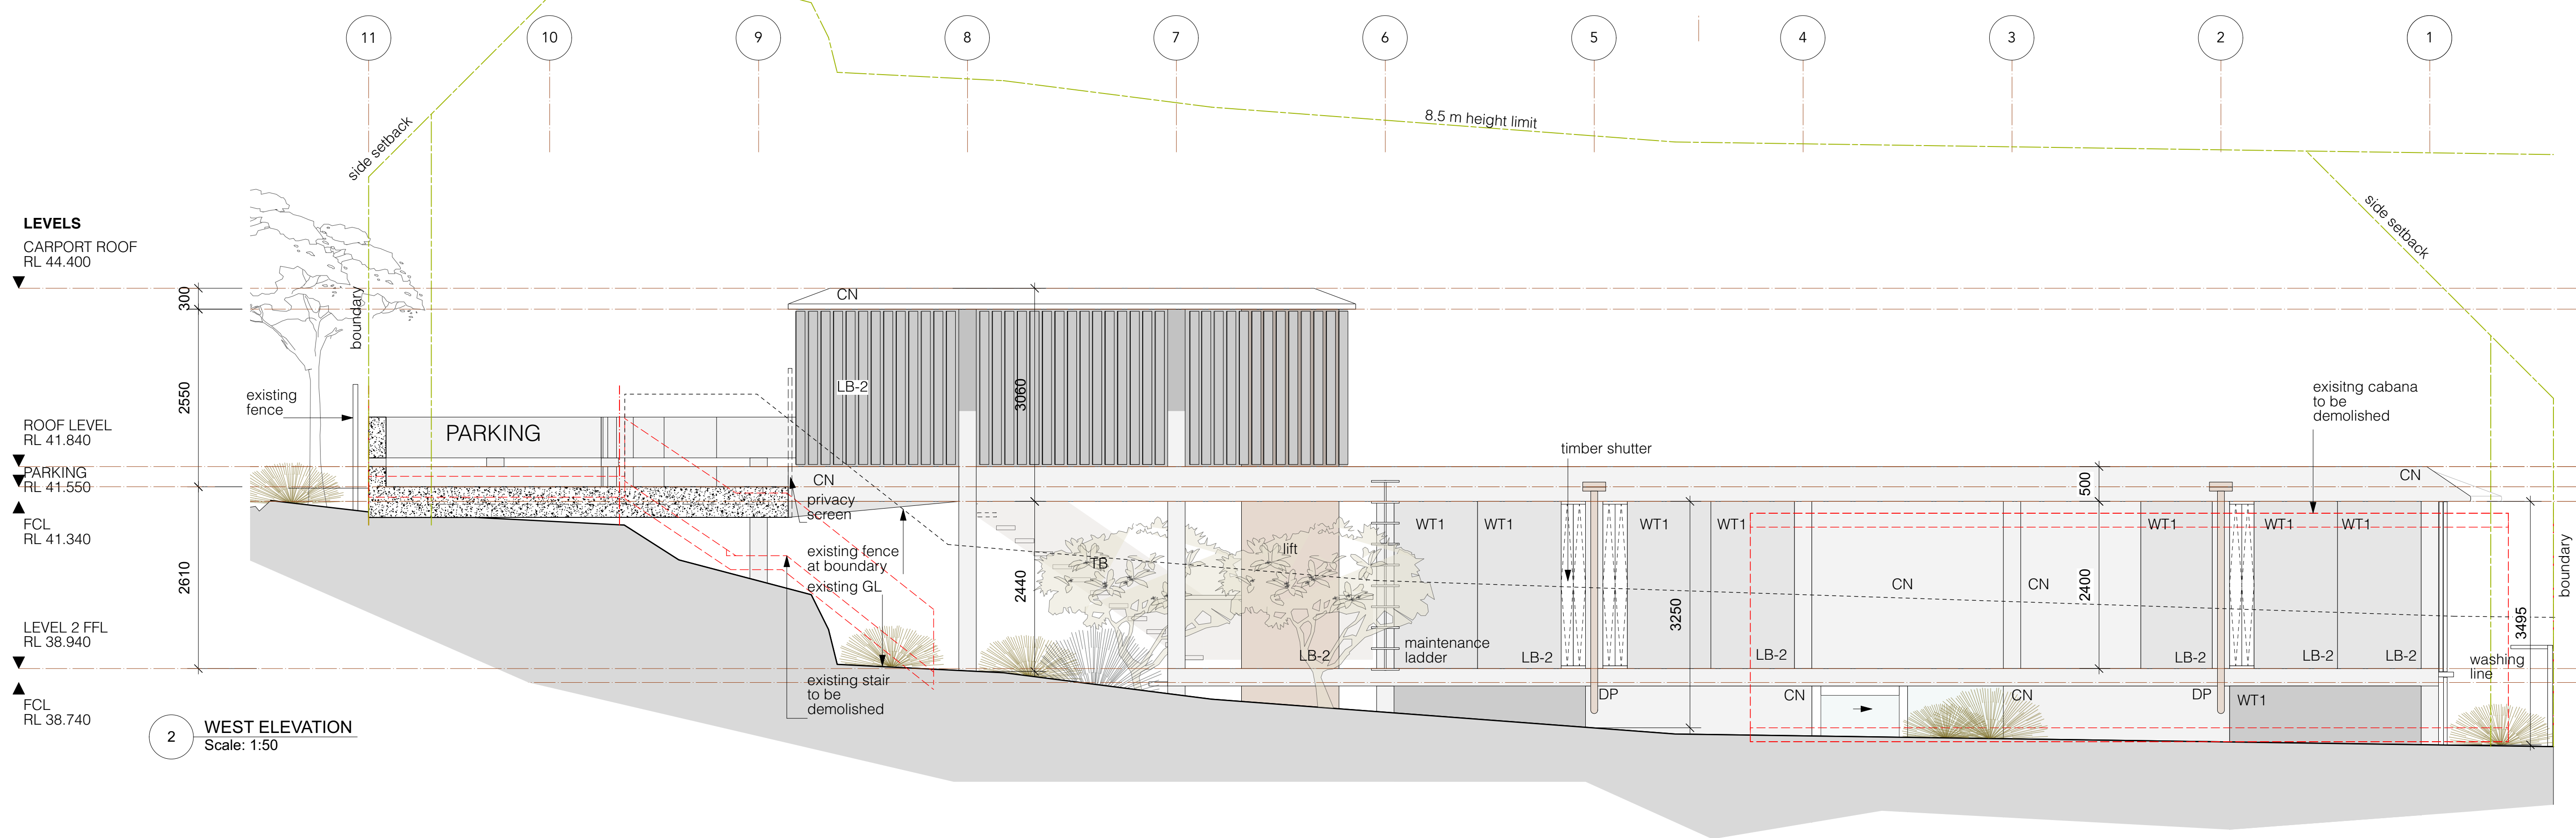 11
10
9
8
7
6
5
4
3
2
1
side setback
8.5 m height limit
side setback
LEVELS
CARPORT ROOF
RL 44.400
300
boundary
CN
2550
existing
fence
LB-2
3060
exisitng cabana
to be
demolished
ROOF LEVEL
RL 41.840
PARKING
timber shutter
PARKING
RL 41.550
CN
privacy
screen
500
CN
FCL
RL 41.340
WT1
WT1
WT1
WT1
WT1
WT1
WT1
existing fence
at boundary
existing GL
TB
lift
2610
2440
3250
CN
CN
2400
boundary
LEVEL 2 FFL
RL 38.940
maintenance
ladder
LB-2
LB-2
LB-2
LB-2
LB-2
LB-2
3495
washing
line
existing stair
to be
demolished
DP
CN
CN
DP
WT1
FCL
RL 38.740
2
WEST ELEVATION
Scale: 1:50